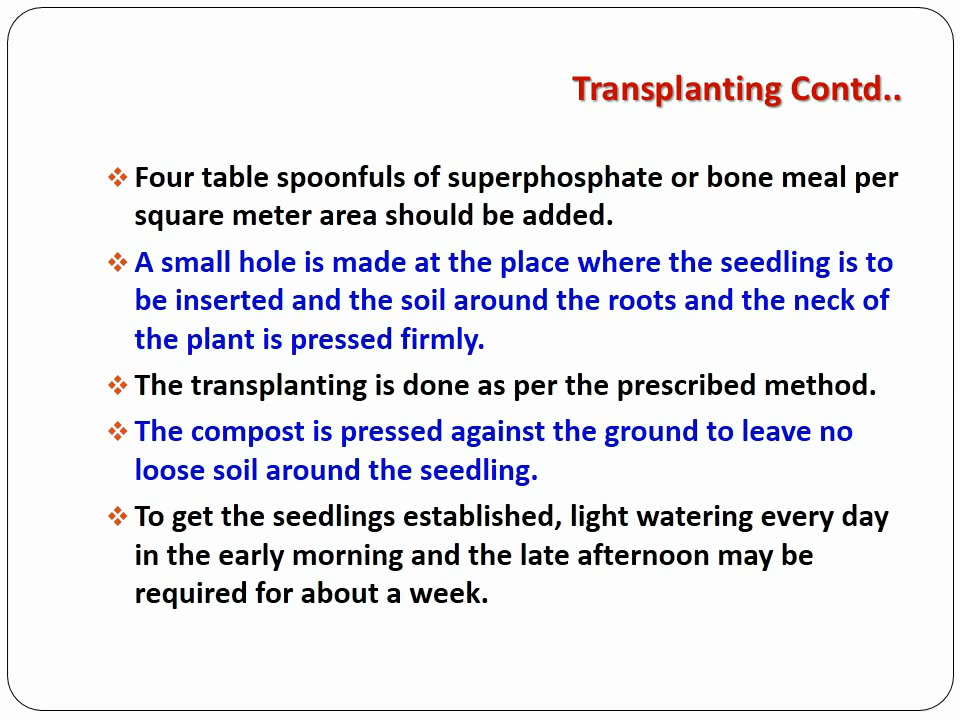 Transplanting Contd..
❖ Four table spoonfuls of superphosphate or bone meal per
square meter area should be added.
❖ A small hole is made at the place where the seedling is to
be inserted and the soil around the roots and the neck of
the plant is pressed firmly.
❖ The transplanting is done as per the prescribed method.
❖ The compost is pressed against the ground to leave no
loose soil around the seedling.
❖ To get the seedlings established, light watering every day
in the early morning and the late afternoon may be
required for about a week.